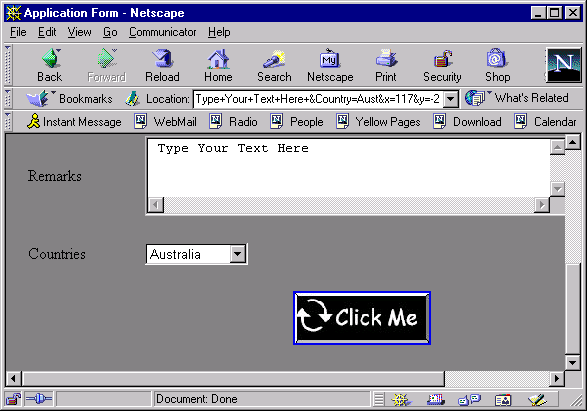 Application Form - Netscape
File Edit View Go Communicator Help
Back Forward Reload Home Search Netscape Print Security Shop
Bookmarks Location: Type+Your+Text+Here+&Country=Aust&x=117&y=-2 What's Related
Instant Message WebMail Radio People Yellow Pages Download Calendar
Type Your Text Here
Remarks
Countries Australia
Click Me
Document: Done